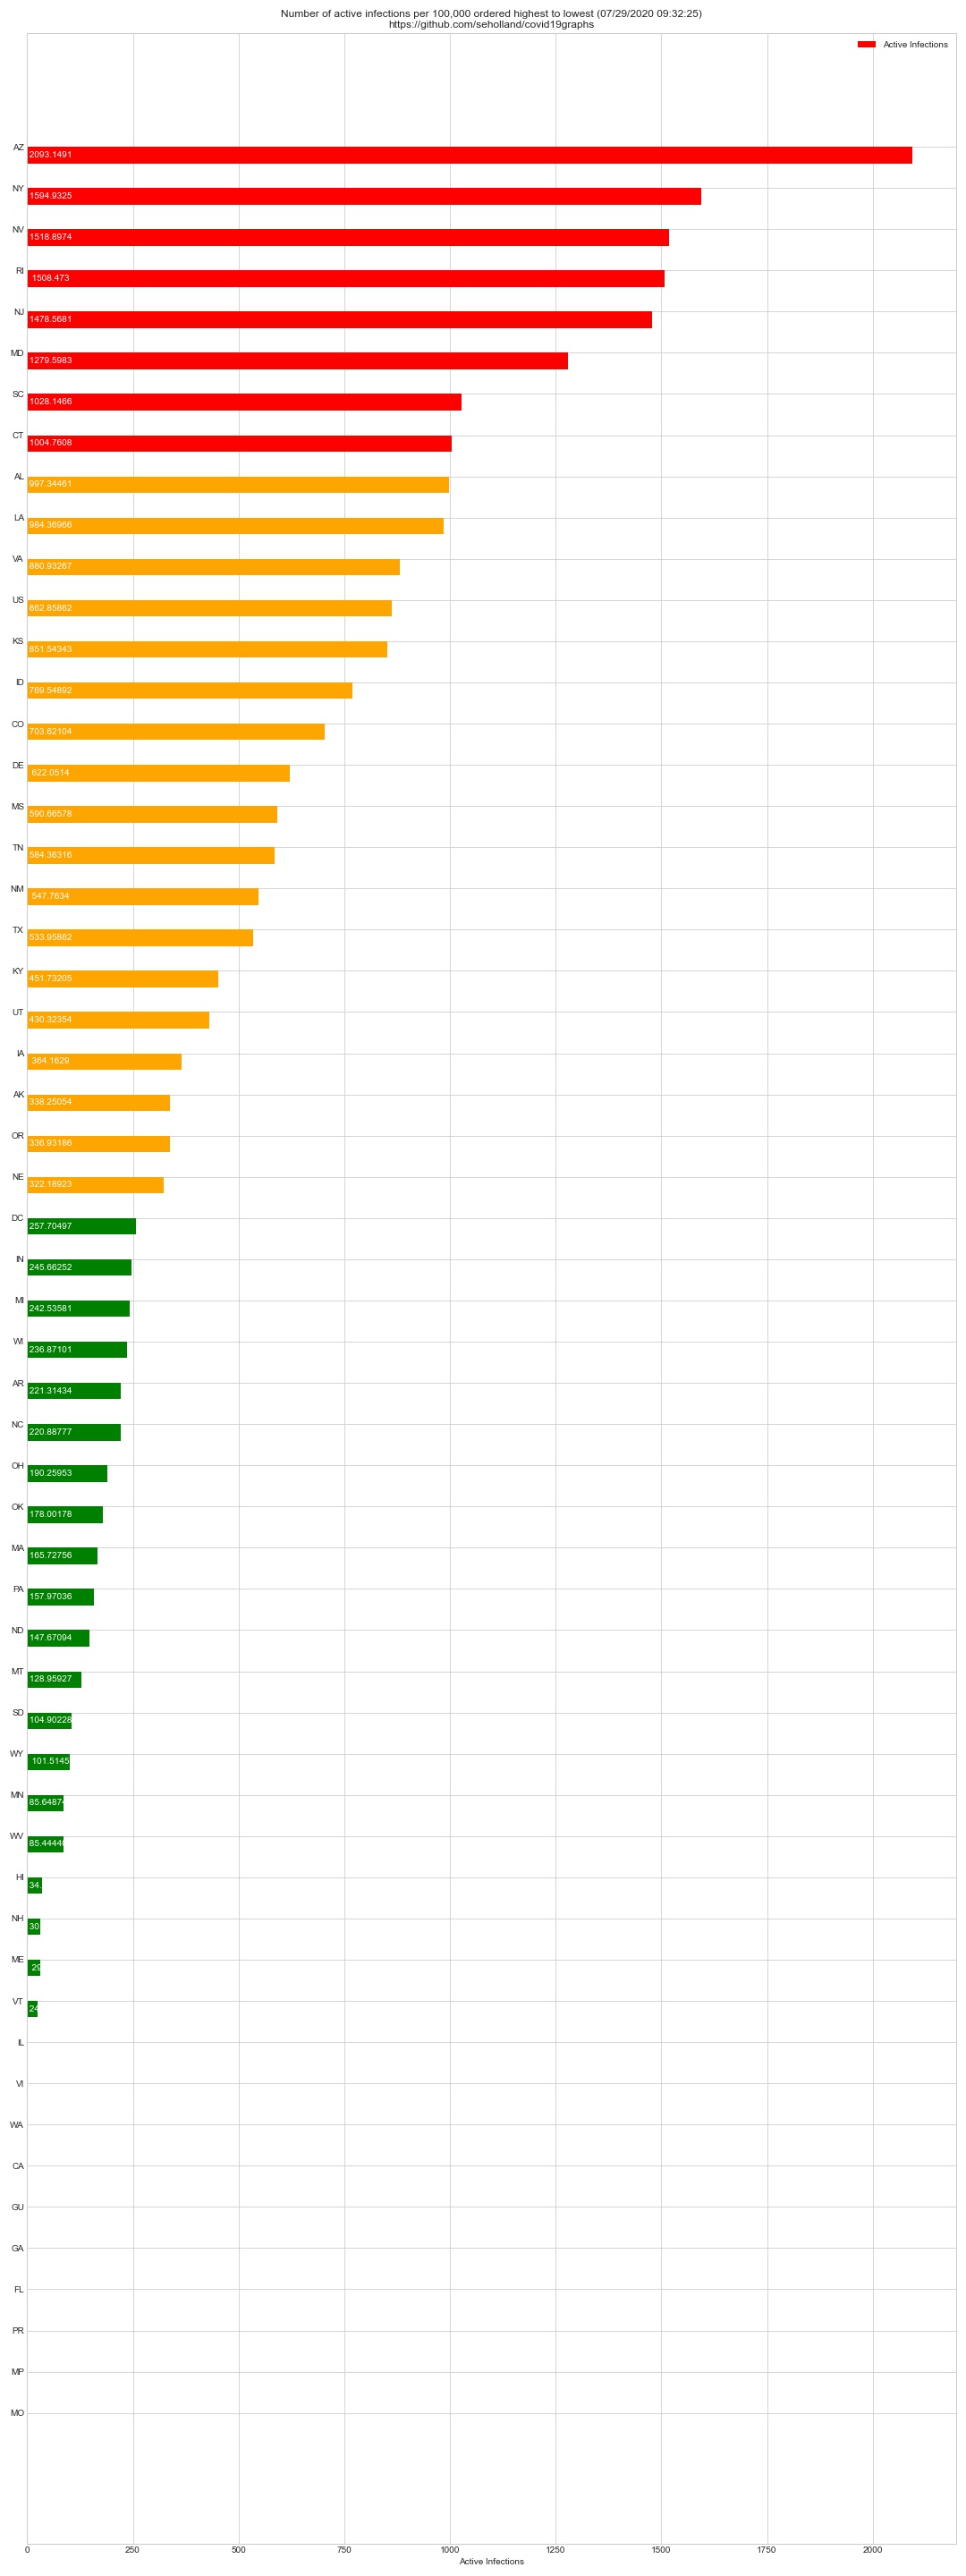 Number of active infections per 100,000 ordered highest to lowest (07/29/2020 09:32:25)
https://github.com/seholland/covid19graphs
Active Infections
AZ 2093.1491
NY 1594.9325
NV 1518.8974
RI 1508.473
NJ 1478.5681
MD 1279.5983
SC 1028.1466
CT 1004.7608
AL 997.34461
LA 984.36966
VA 880.93267
US 862.85862
KS 851.54343
ID 769.54892
CO 703.62104
DE 622.0514
MS 590.66578
TN 584.36316
NM 547.7634
TX 533.95862
KY 451.73205
UT 430.32354
IA 364.1629
AK 338.25054
OR 336.93186
NE 322.18923
DC 257.70497
IN 245.66252
MI 242.53581
WI 236.87101
AR 221.31434
NC 220.88777
OH 190.25953
OK 178.00178
MA 165.72756
PA 157.97036
ND 147.67094
MT 128.95927
SD 104.90228
WY 101.5145
MN 85.6487
WV 85.4444
HI 34.
NH 30
ME 29
VT 24
IL
VI
WA
CA
GU
GA
FL
PR
MP
MO
0 250 500 750 1000 1250 1500 1750 2000
Active Infections